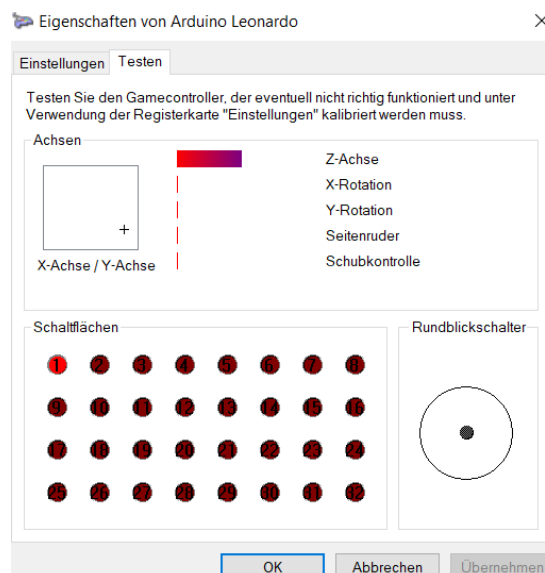 Eigenschaften von Arduino Leonardo
Einstellungen Testen
Testen Sie den Gamecontroller, der eventuell nicht richtig funktioniert und unter
Verwendung der Registerkarte "Einstellungen" kalibriert werden muss.
Achsen
Z-Achse
X-Rotation
Y-Rotation
Seitenruder
Schubkontrolle
X-Achse / Y-Achse
Schaltflächen
1 2 3 4 5 6 7 8
9 10 11 12 13 14 15 16
17 18 19 20 21 22 23 24
25 26 27 28 29 30 31 32
Rundblickschalter
OK Abbrechen Übernehmen